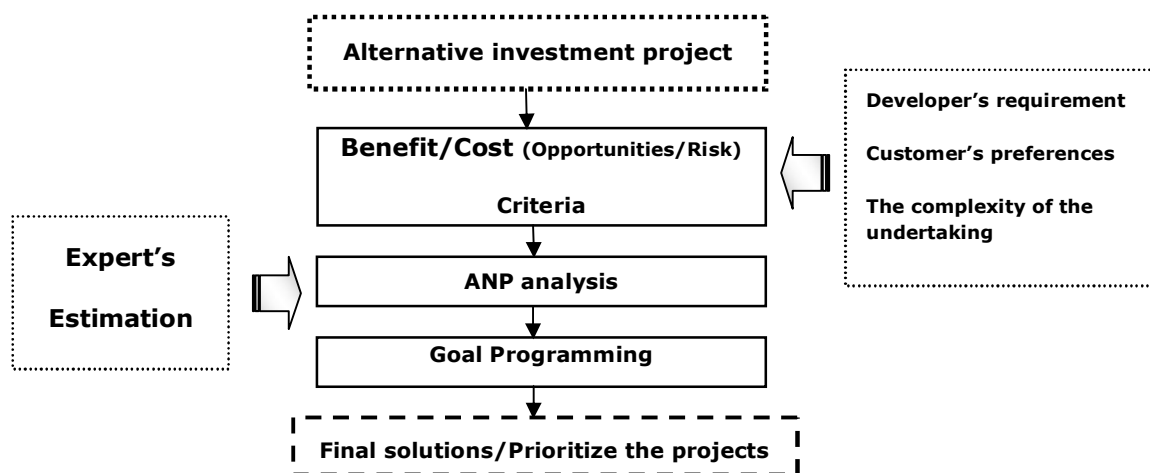 Alternative investment project
Benefit/Cost (Opportunities/Risk)
Criteria
Developer’s requirement
Customer’s preferences
The complexity of the
undertaking
Expert’s
Estimation
ANP analysis
Goal Programming
Final solutions/Prioritize the projects